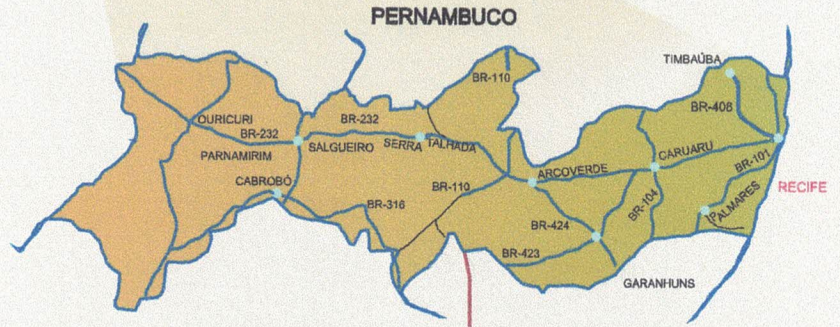 PERNAMBUCO
TIMBAÚBA
BR-110
BR-408
OURICURI
BR-232
BR-232
PARNAMIRIM
SALGUEIRO
SERRA TALHADA
CARUARU
BR-101
ARCOVERDE
CABROBÓ
BR-110
RECIFE
BR-316
BR-104
PALMARES
BR-424
BR-423
GARANHUNS